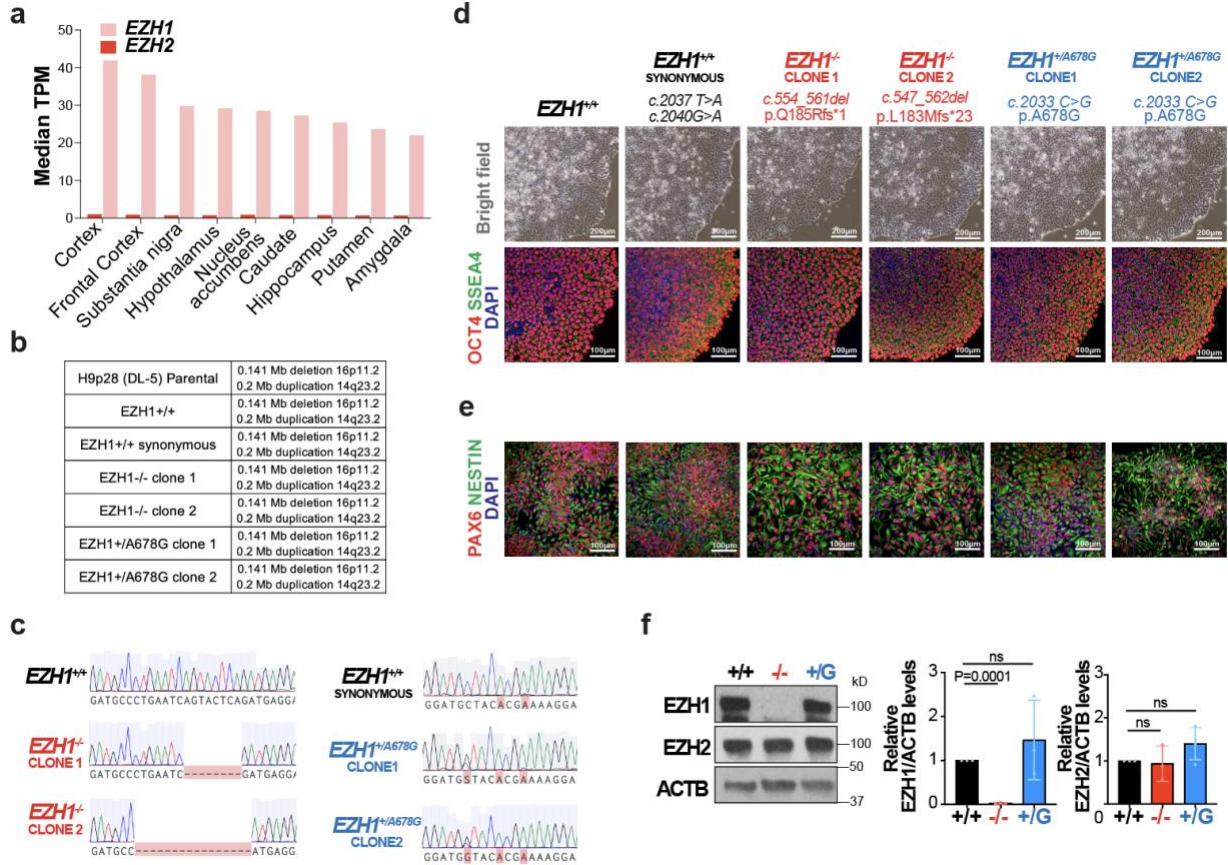 a
EZH1
EZH2
Median TPM
50
40
30
20
10
0
Cortex
Frontal Cortex
Substantia nigra
Hypothalamus
Nucleus
accumbens
Caudate
Hippocampus
Putamen
Amygdala
b
H9p28 (DL-5) Parental
0.141 Mb deletion 16p11.2
0.2 Mb duplication 14q23.2
EZH1+/+
0.141 Mb deletion 16p11.2
0.2 Mb duplication 14q23.2
EZH1+/+ synonymous
0.141 Mb deletion 16p11.2
0.2 Mb duplication 14q23.2
EZH1-/- clone 1
0.141 Mb deletion 16p11.2
0.2 Mb duplication 14q23.2
EZH1-/- clone 2
0.141 Mb deletion 16p11.2
0.2 Mb duplication 14q23.2
EZH1+/A678G clone 1
0.141 Mb deletion 16p11.2
0.2 Mb duplication 14q23.2
EZH1+/A678G clone 2
0.141 Mb deletion 16p11.2
0.2 Mb duplication 14q23.2
c
EZH1+/+
GATGCCCTGAATCAGTACTCAGATGAGGA
EZH1-/-
CLONE 1
GATGCCCTGAATC-----------GATGAGGA
EZH1-/-
CLONE 2
GATGCC----------------ATGAGG
EZH1+/+
SYNONYMOUS
GGATGCTACACGAAAAGGA
EZH1+/A678G
CLONE1
GGATGSTACACGAAAAGGA
EZH1+/A678G
CLONE2
GGATGGTACACGAAAAGGA
d
EZH1+/+
EZH1+/+
SYNONYMOUS
c.2037 T>A
c.2040G>A
EZH1-/-
CLONE 1
c.554_561del
p.Q185Rfs*1
EZH1-/-
CLONE 2
c.547_562del
p.L183Mfs*23
EZH1+/A678G
CLONE1
c.2033 C>G
p.A678G
EZH1+/A678G
CLONE2
c.2033 C>G
p.A678G
Bright field
200µm
200µm
200µm
200µm
200µm
200µm
OCT4 SSEA4
DAPI
100µm
100µm
100µm
100µm
100µm
100µm
e
PAX6 NESTIN
DAPI
100µm
100µm
100µm
100µm
100µm
100µm
f
+/+ -/- +/G
kD
EZH1
100
EZH2
100
50
ACTB
37
Relative
EZH1/ACTB levels
3
2
1
0
ns
P=0.0001
+/+ -/- +/G
Relative
EZH2/ACTB levels
3
2
1
0
ns
ns
+/+ -/- +/G